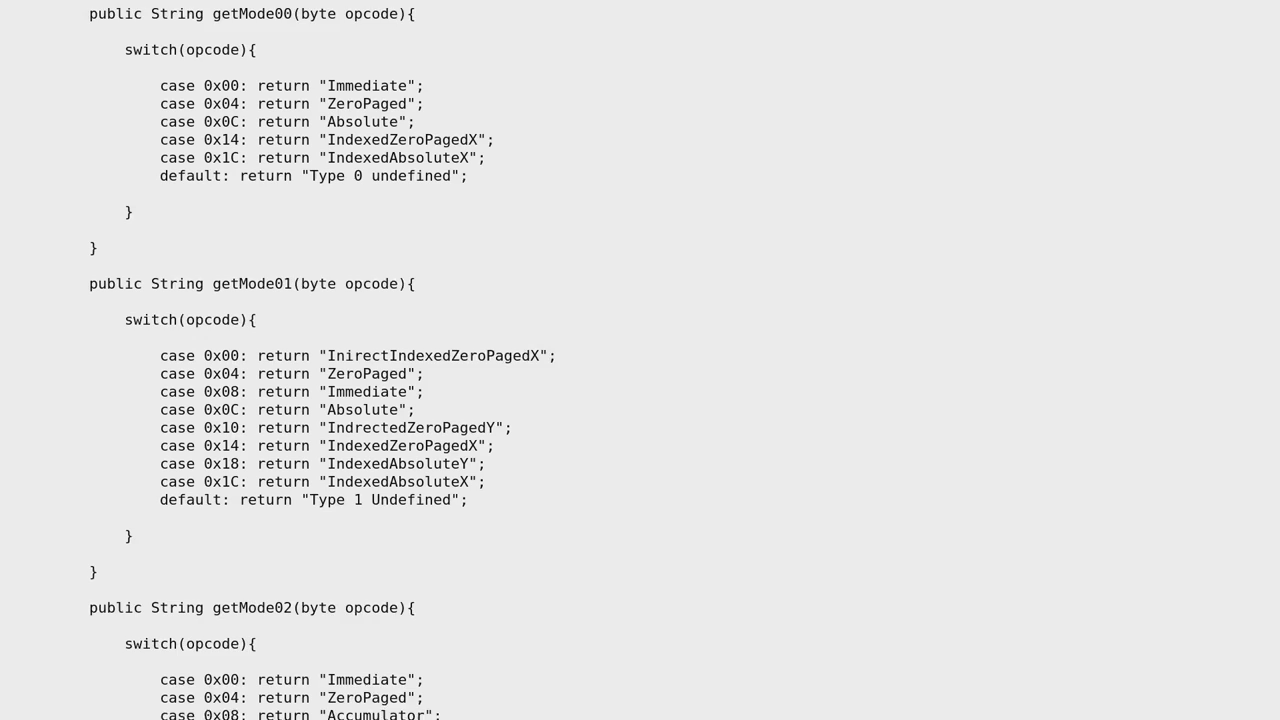 public String getMode00(byte opcode){
switch(opcode){
case 0x00: return "Immediate";
case 0x04: return "ZeroPaged";
case 0x0C: return "Absolute";
case 0x14: return "IndexedZeroPagedX";
case 0x1C: return "IndexedAbsoluteX";
default: return "Type 0 undefined";
}
}
public String getMode01(byte opcode){
switch(opcode){
case 0x00: return "InirectIndexedZeroPagedX";
case 0x04: return "ZeroPaged";
case 0x08: return "Immediate";
case 0x0C: return "Absolute";
case 0x10: return "IndrectedZeroPagedY";
case 0x14: return "IndexedZeroPagedX";
case 0x18: return "IndexedAbsoluteY";
case 0x1C: return "IndexedAbsoluteX";
default: return "Type 1 Undefined";
}
}
public String getMode02(byte opcode){
switch(opcode){
case 0x00: return "Immediate";
case 0x04: return "ZeroPaged";
case 0x08: return "Accumulator";